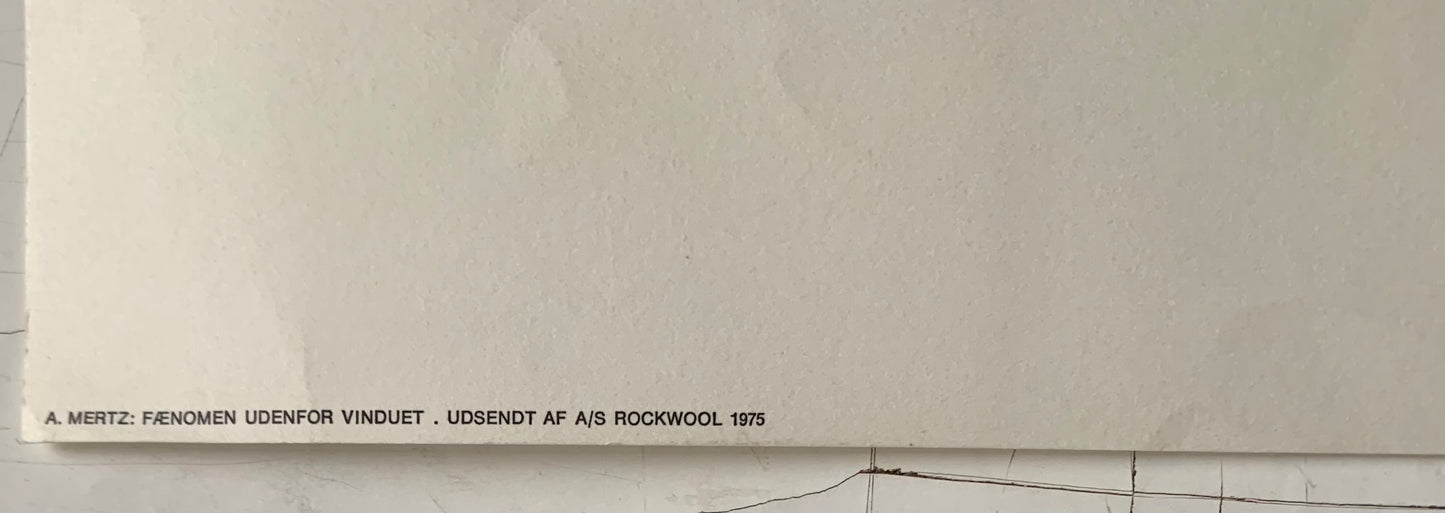 A. MERTZ: FÆNOMEN UDENFOR VINDUET . UDSENDT AF A/S ROCKWOOL 1975